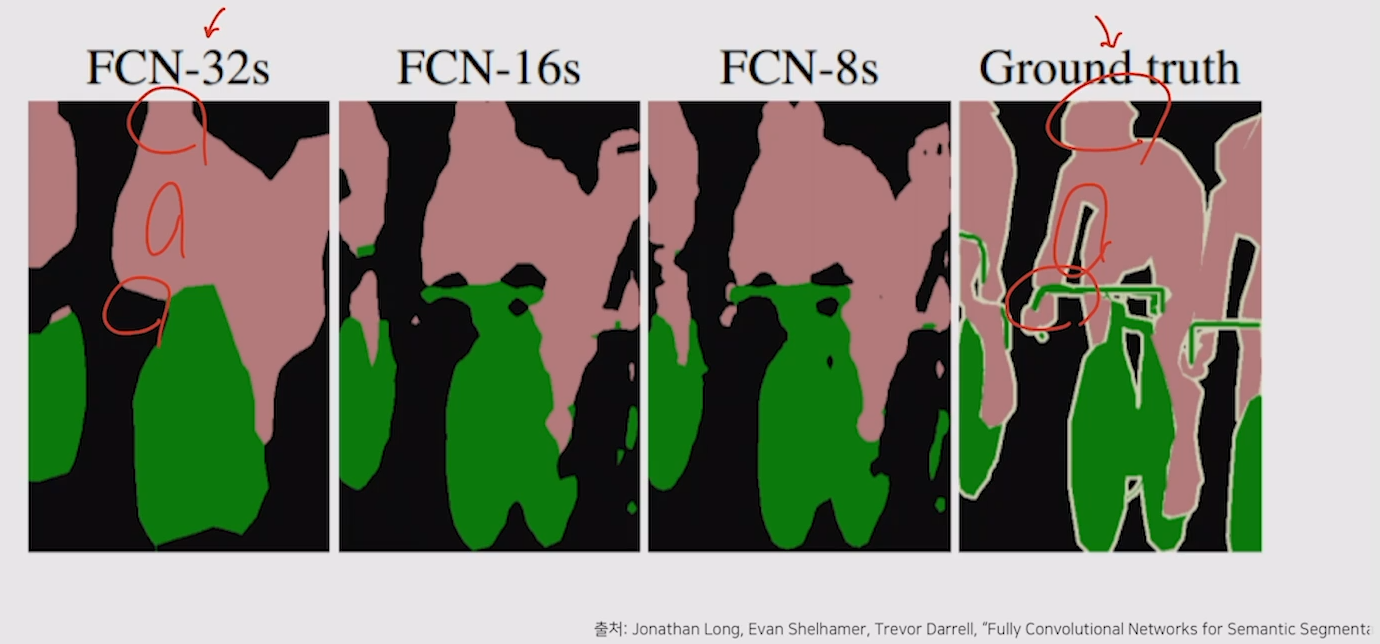 FCN-32s FCN-16s FCN-8s Ground truth
출처: Jonathan Long, Evan Shelhamer, Trevor Darrell, “Fully Convolutional Networks for Semantic Segmenta